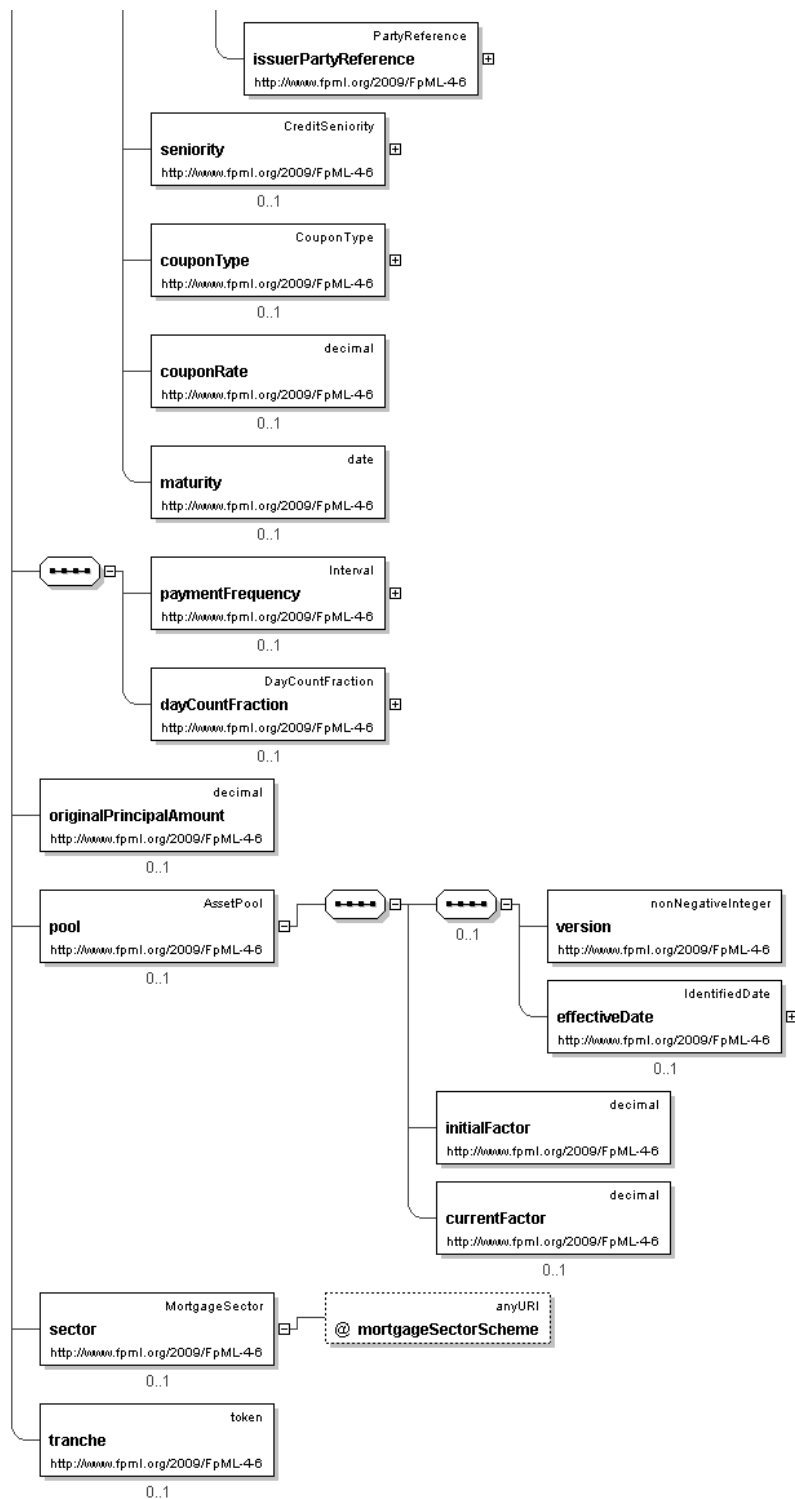 PartyReference
issuerPartyReference
http://www.fpml.org/2009/FpML-4-6
CreditSeniority
seniority
http://www.fpml.org/2009/FpML-4-6
0..1
CouponType
couponType
http://www.fpml.org/2009/FpML-4-6
0..1
decimal
couponRate
http://www.fpml.org/2009/FpML-4-6
0..1
date
maturity
http://www.fpml.org/2009/FpML-4-6
0..1
Interval
paymentFrequency
http://www.fpml.org/2009/FpML-4-6
0..1
DayCountFraction
dayCountFraction
http://www.fpml.org/2009/FpML-4-6
0..1
decimal
originalPrincipalAmount
http://www.fpml.org/2009/FpML-4-6
0..1
AssetPool
pool
http://www.fpml.org/2009/FpML-4-6
0..1
0..1
nonNegativeInteger
version
http://www.fpml.org/2009/FpML-4-6
IdentifiedDate
effectiveDate
http://www.fpml.org/2009/FpML-4-6
0..1
decimal
initialFactor
http://www.fpml.org/2009/FpML-4-6
decimal
currentFactor
http://www.fpml.org/2009/FpML-4-6
0..1
MortgageSector
sector
http://www.fpml.org/2009/FpML-4-6
0..1
anyURI
@ mortgageSectorScheme
token
tranche
http://www.fpml.org/2009/FpML-4-6
0..1